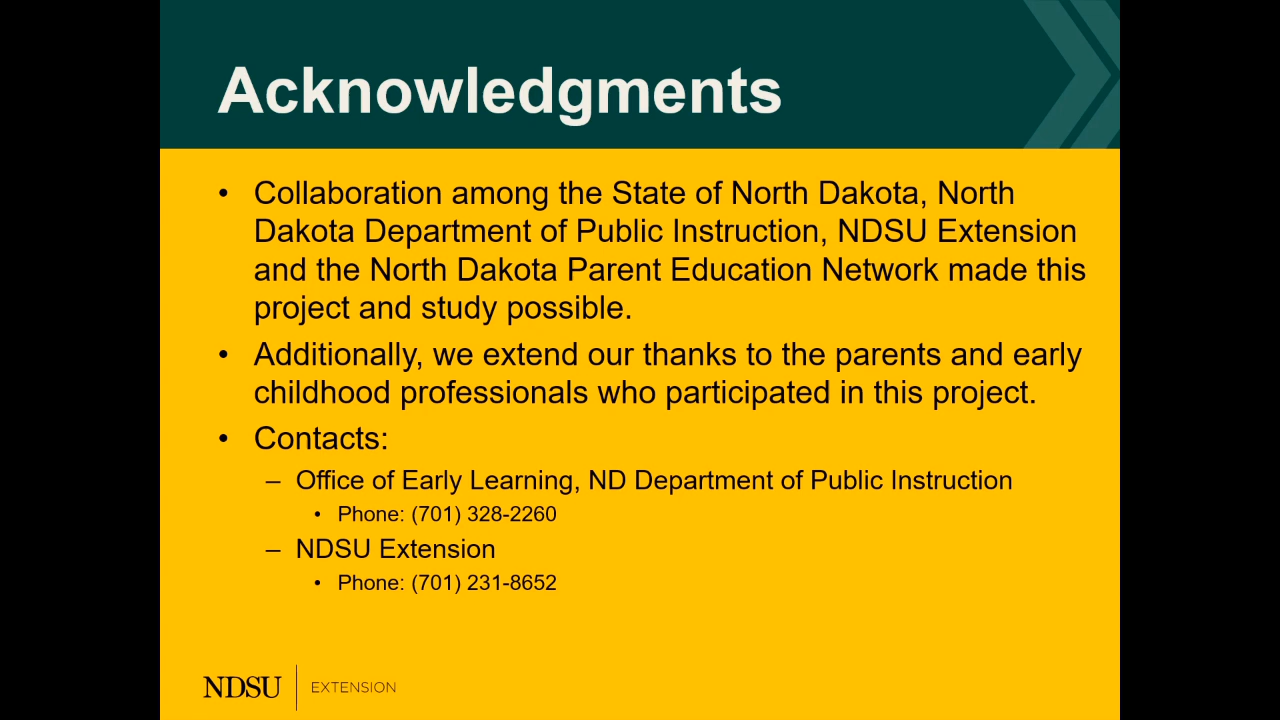 Acknowledgments
• Collaboration among the State of North Dakota, North
Dakota Department of Public Instruction, NDSU Extension
and the North Dakota Parent Education Network made this
project and study possible.
• Additionally, we extend our thanks to the parents and early
childhood professionals who participated in this project.
• Contacts:
– Office of Early Learning, ND Department of Public Instruction
• Phone: (701) 328-2260
– NDSU Extension
• Phone: (701) 231-8652
NDSU EXTENSION